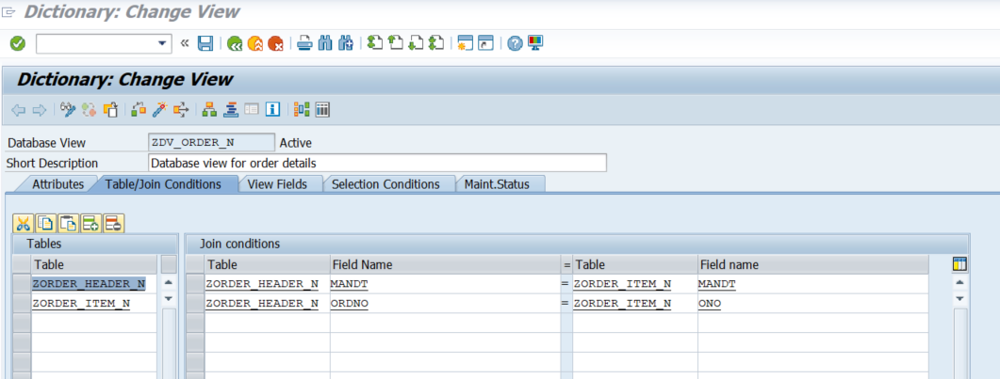 Dictionary: Change View
Dictionary: Change View
Database View ZDV_ORDER_N Active
Short Description Database view for order details
Attributes Table/Join Conditions View Fields Selection Conditions Maint.Status
Tables Join conditions
Table Table Field Name = Table Field name
ZORDER_HEADER_N ZORDER_HEADER_N MANDT = ZORDER_ITEM_N MANDT
ZORDER_ITEM_N ZORDER_HEADER_N ORDNO = ZORDER_ITEM_N ONO